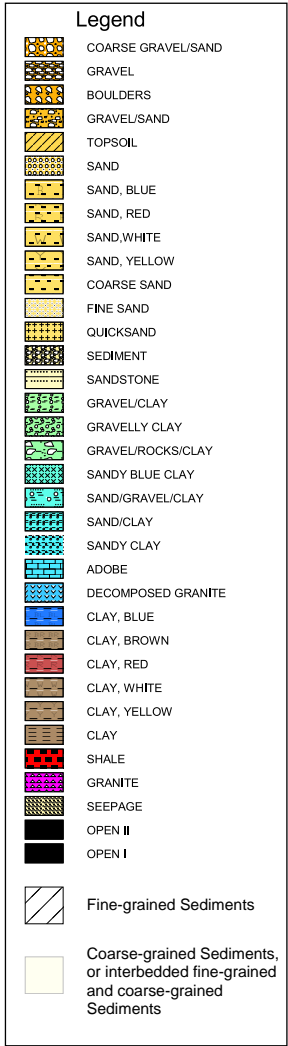 Legend
COARSE GRAVEL/SAND
GRAVEL
BOULDERS
GRAVEL/SAND
TOPSOIL
SAND
SAND, BLUE
SAND, RED
SAND,WHITE
SAND, YELLOW
COARSE SAND
FINE SAND
QUICKSAND
SEDIMENT
SANDSTONE
GRAVEL/CLAY
GRAVELLY CLAY
GRAVEL/ROCKS/CLAY
SANDY BLUE CLAY
SAND/GRAVEL/CLAY
SAND/CLAY
SANDY CLAY
ADOBE
DECOMPOSED GRANITE
CLAY, BLUE
CLAY, BROWN
CLAY, RED
CLAY, WHITE
CLAY, YELLOW
CLAY
SHALE
GRANITE
SEEPAGE
OPEN II
OPEN I
Fine-grained Sediments
Coarse-grained Sediments,
or interbedded fine-grained
and coarse-grained
Sediments